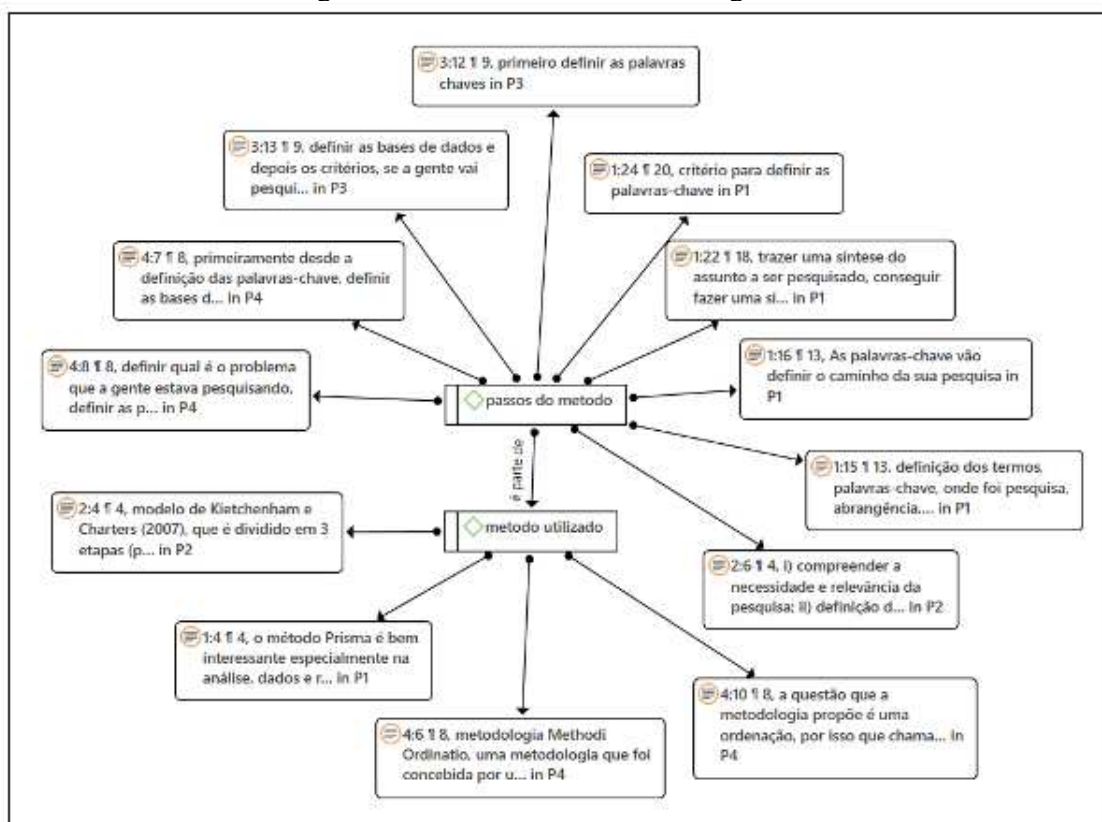 3:12 ¶ 9, primeiro definir as palavras
chaves in P3
3:13 ¶ 9, definir as bases de dados e
depois os critérios, se a gente vai
pesqui... in P3
1:24 ¶ 20, critério para definir as
palavras-chave in P1
4:7 ¶ 8, primeiramente desde a
definição das palavras-chave, definir
as bases d... in P4
1:22 ¶ 18, trazer uma síntese do
assunto a ser pesquisado, conseguir
fazer uma sí... in P1
4:8 ¶ 8, definir qual é o problema
que a gente estava pesquisando,
definir as p... in P4
1:16 ¶ 13, As palavras-chave vão
definir o caminho da sua pesquisa in
P1
passos do metodo
é parte de
1:15 ¶ 13, definição dos termos,
palavras-chave, onde foi pesquisa,
abrangência,... in P1
2:4 ¶ 4, modelo de Kietchenham e
Charters (2007), que é dividido em 3
etapas (p... in P2
metodo utilizado
2:6 ¶ 4, i) compreender a
necessidade e relevância da
pesquisa; ii) definição d... in P2
1:4 ¶ 4, o método Prisma é bem
interessante especialmente na
análise, dados e r... in P1
4:10 ¶ 8, a questão que a
metodologia propõe é uma
ordenação, por isso que chama... in
P4
4:6 ¶ 8, metodologia Methodi
Ordinatio, uma metodologia que foi
concebida por u... in P4